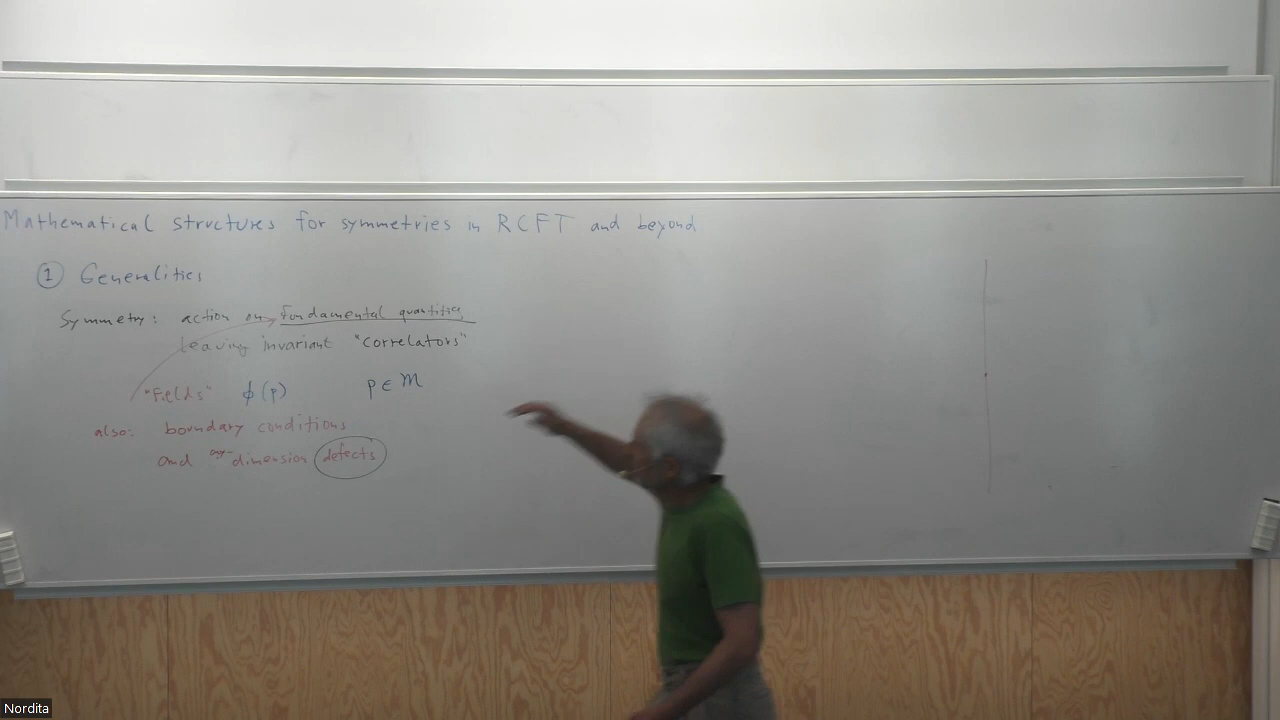 Mathematical structures for symmetries in RCFT and beyond
① Generalities
Symmetry: action on fundamental quantities
leaving invariant "correlators"
"Fields" ϕ(p) p ∈ M
also: boundary conditions
and any-dimension defects
Nordita